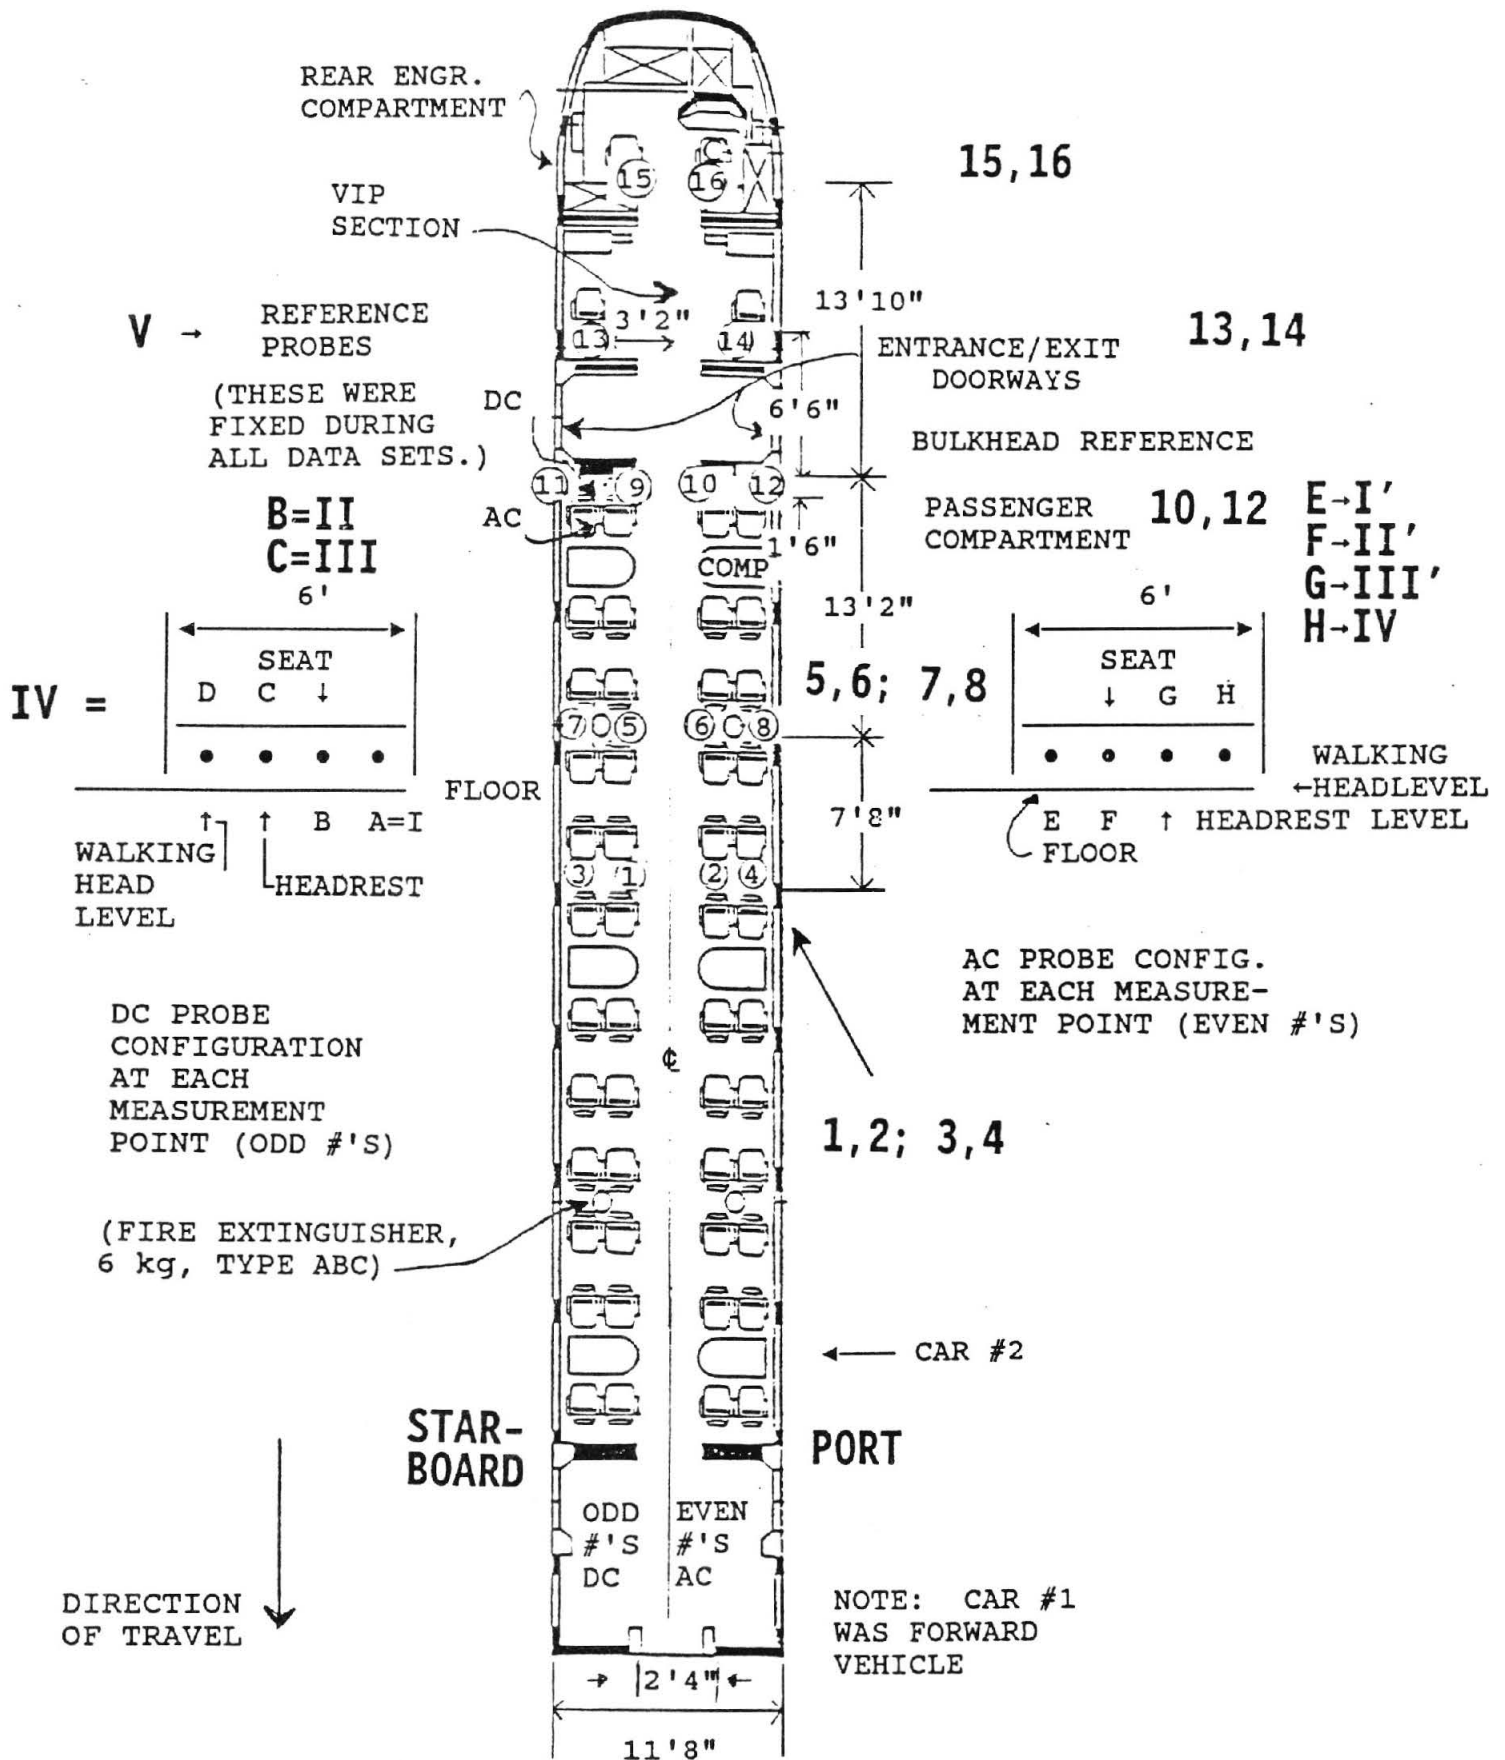 REAR ENGR.
COMPARTMENT
15
16
15,16
VIP
SECTION
13'10"
V →
REFERENCE
PROBES
3'2"
13
14
13,14
ENTRANCE/EXIT
DOORWAYS
(THESE WERE
FIXED DURING
ALL DATA SETS.)
DC
6'6"
BULKHEAD REFERENCE
11
9
10
12
B=II
C=III
AC
PASSENGER
COMPARTMENT
10,12
E→I'
F→II'
G→III'
H→IV
1'6"
COMP
13'2"
6'
SEAT
D C ↓
IV =
5,6; 7,8
6'
SEAT
↓ G H
7
5
6
8
FLOOR
↑ ↑ B A=I
WALKING
HEAD
LEVEL
HEADREST
7'8"
WALKING
←HEADLEVEL
E F ↑ HEADREST LEVEL
FLOOR
3
1
2
4
AC PROBE CONFIG.
AT EACH MEASURE-
MENT POINT (EVEN #'S)
DC PROBE
CONFIGURATION
AT EACH
MEASUREMENT
POINT (ODD #'S)
℄
1,2; 3,4
(FIRE EXTINGUISHER,
6 kg, TYPE ABC)
CAR #2
STAR-
BOARD
PORT
ODD
#'S
DC
EVEN
#'S
AC
DIRECTION
OF TRAVEL
NOTE: CAR #1
WAS FORWARD
VEHICLE
2'4"
11'8"